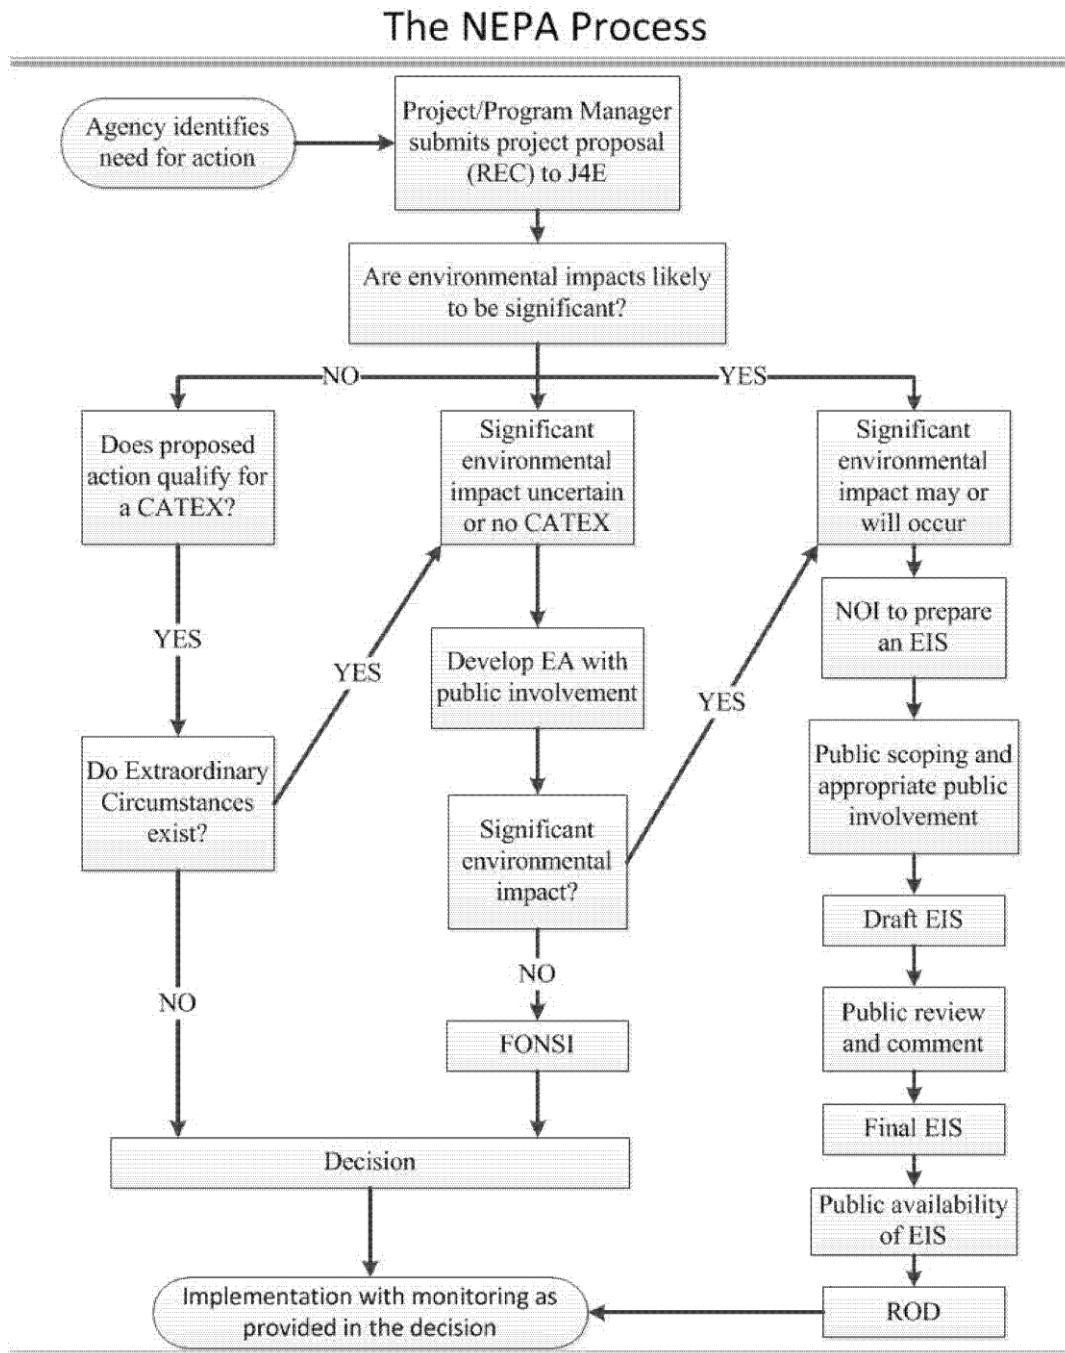 The NEPA Process
Agency identifies
need for action
Project/Program Manager
submits project proposal
(REC) to J4E
Are environmental impacts likely
to be significant?
NO
YES
Does proposed
action qualify for
a CATEX?
Significant
environmental
impact uncertain
or no CATEX
Significant
environmental
impact may or
will occur
YES
YES
Develop EA with
public involvement
YES
NOI to prepare
an EIS
Do Extraordinary
Circumstances
exist?
Significant
environmental
impact?
Public scoping and
appropriate public
involvement
NO
NO
FONSI
Draft EIS
Public review
and comment
Final EIS
Decision
Public availability
of EIS
ROD
Implementation with monitoring as
provided in the decision